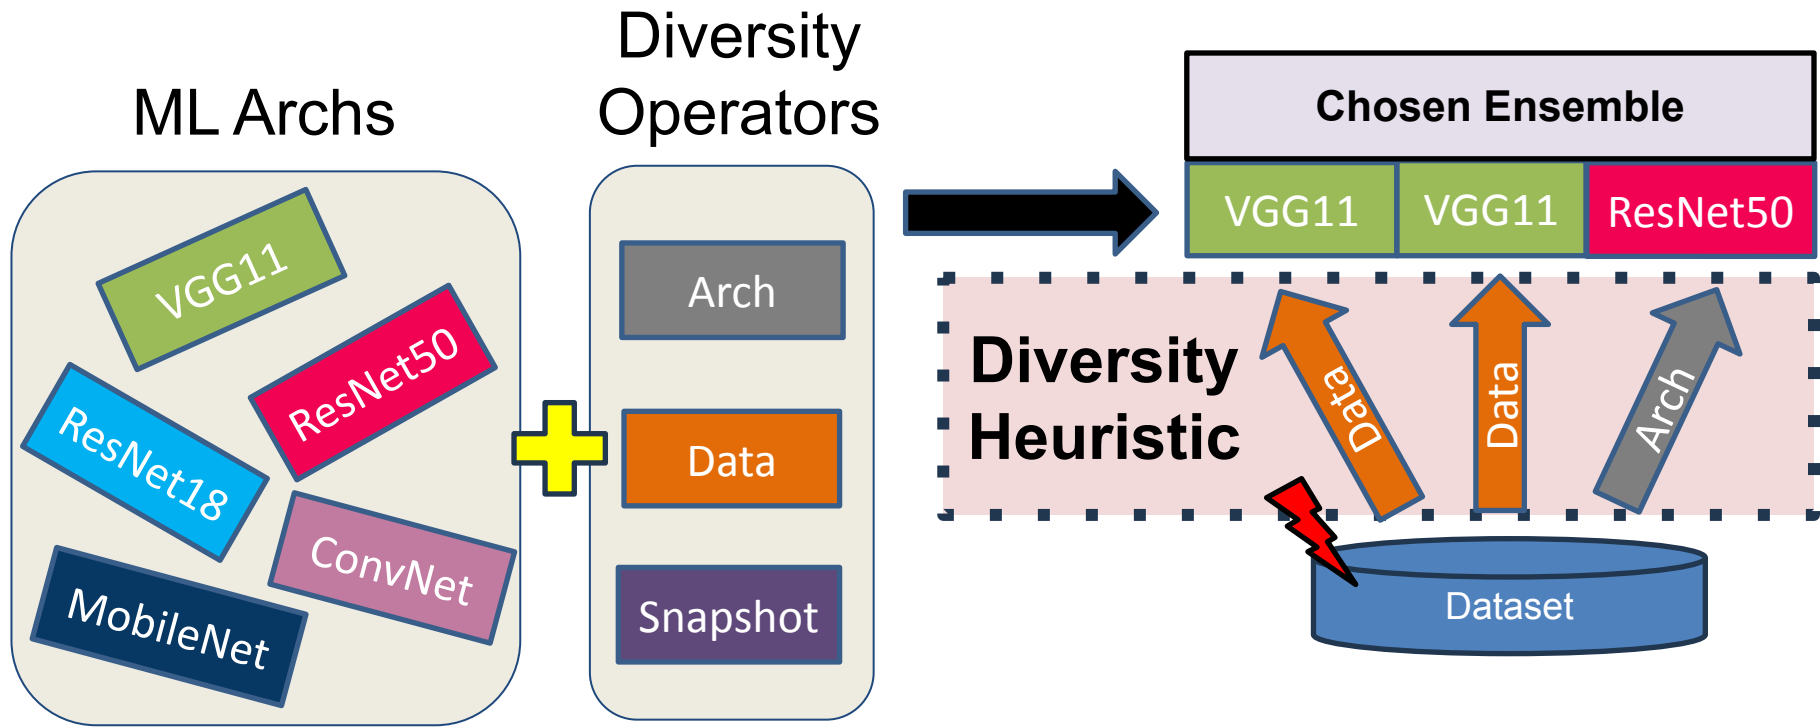 ML Archs
VGG11
ResNet50
ResNet18
ConvNet
MobileNet
Diversity
Operators
Arch
Data
Snapshot
Chosen Ensemble
VGG11
VGG11
ResNet50
Diversity
Heuristic
Data
Data
Arch
Dataset